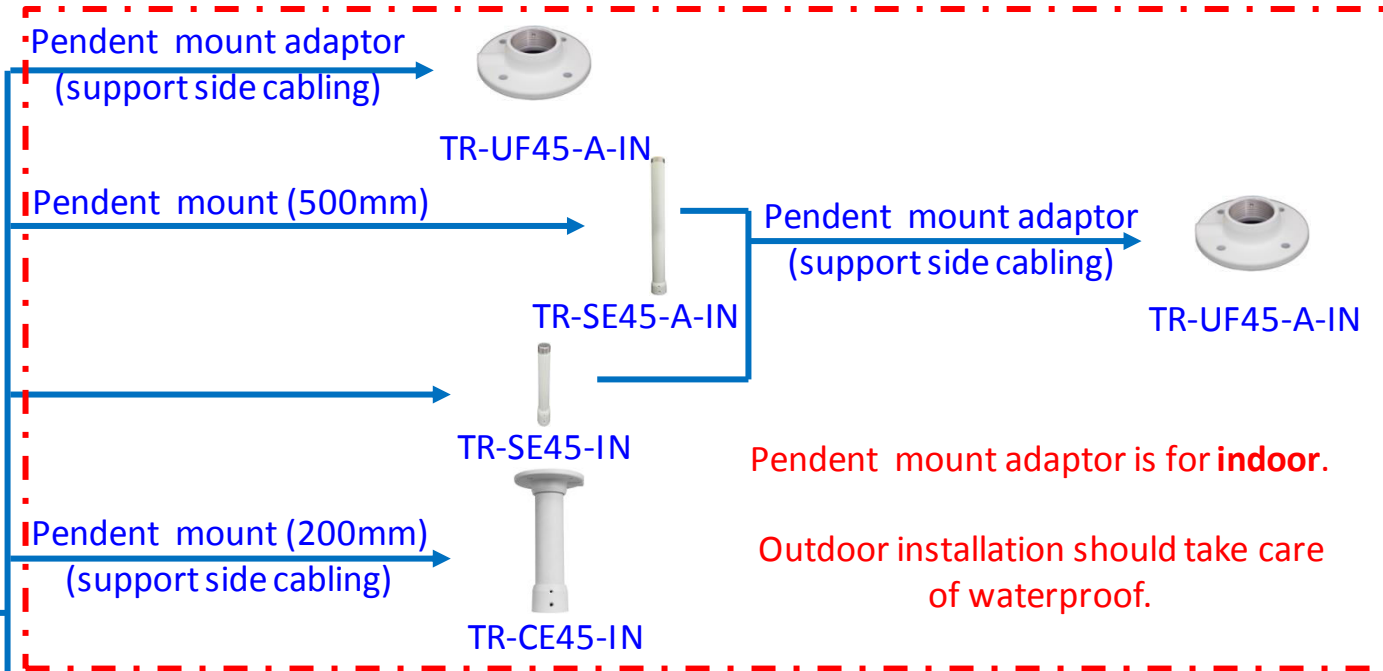 Pendent mount adaptor
(support side cabling)
TR-UF45-A-IN
Pendent mount (500mm)
TR-SE45-A-IN
Pendent mount adaptor
(support side cabling)
TR-UF45-A-IN
TR-SE45-IN
Pendent mount (200mm)
(support side cabling)
TR-CE45-IN
Pendent mount adaptor is for indoor.
Outdoor installation should take care
of waterproof.